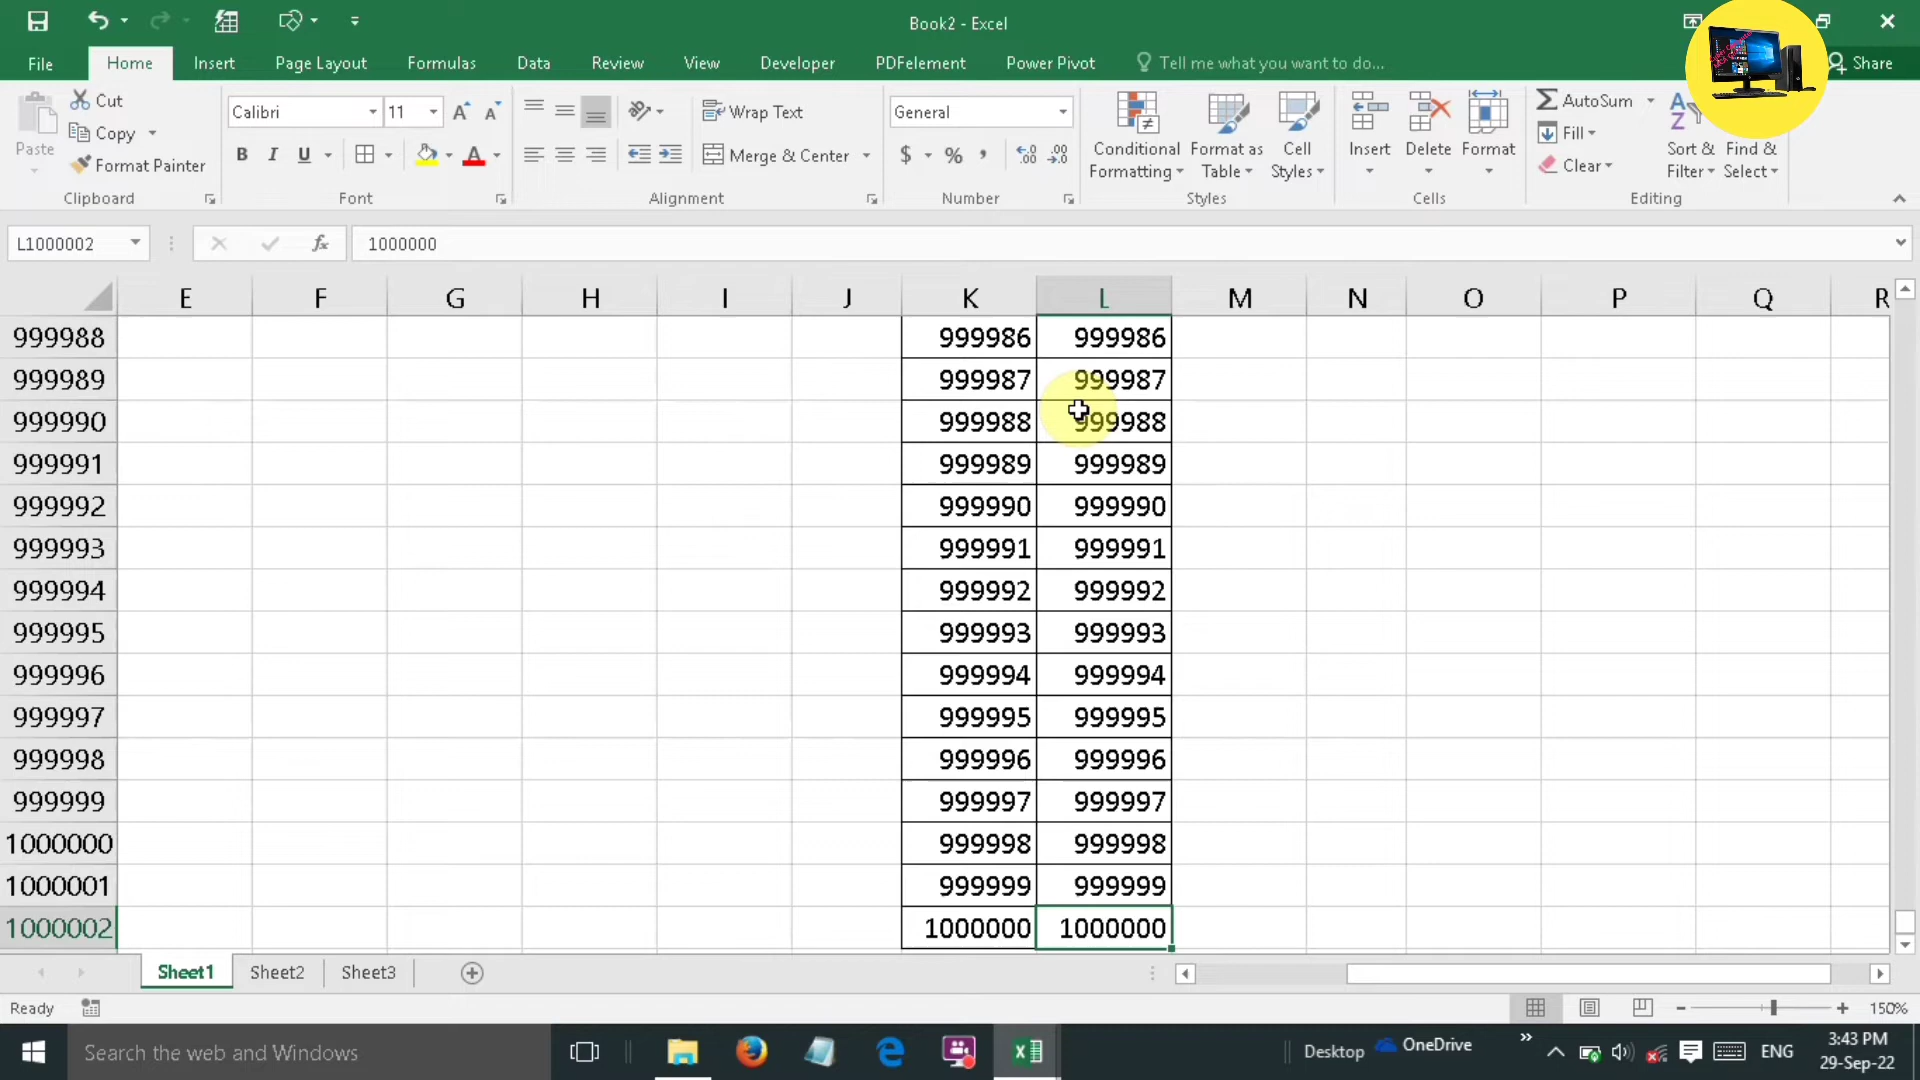 Book2 - Excel
File Home Insert Page Layout Formulas Data Review View Developer PDFelement Power Pivot Tell me what you want to do... Share
Paste
Cut
Copy
Format Painter
Clipboard
Calibri 11
B I U A
Font
Wrap Text
Merge & Center
Alignment
General
$ % ,
Number
Conditional Formatting
Format as Table
Cell Styles
Styles
Insert Delete Format
Cells
AutoSum
Fill
Clear
Sort & Filter
Find & Select
Editing
L1000002 fx 1000000
E F G H I J K L M N O P Q R
999988 999986 999986
999989 999987 999987
999990 999988 999988
999991 999989 999989
999992 999990 999990
999993 999991 999991
999994 999992 999992
999995 999993 999993
999996 999994 999994
999997 999995 999995
999998 999996 999996
999999 999997 999997
1000000 999998 999998
1000001 999999 999999
1000002 1000000 1000000
Sheet1 Sheet2 Sheet3
Ready 150%
Search the web and Windows Desktop OneDrive ENG 3:43 PM
29-Sep-22